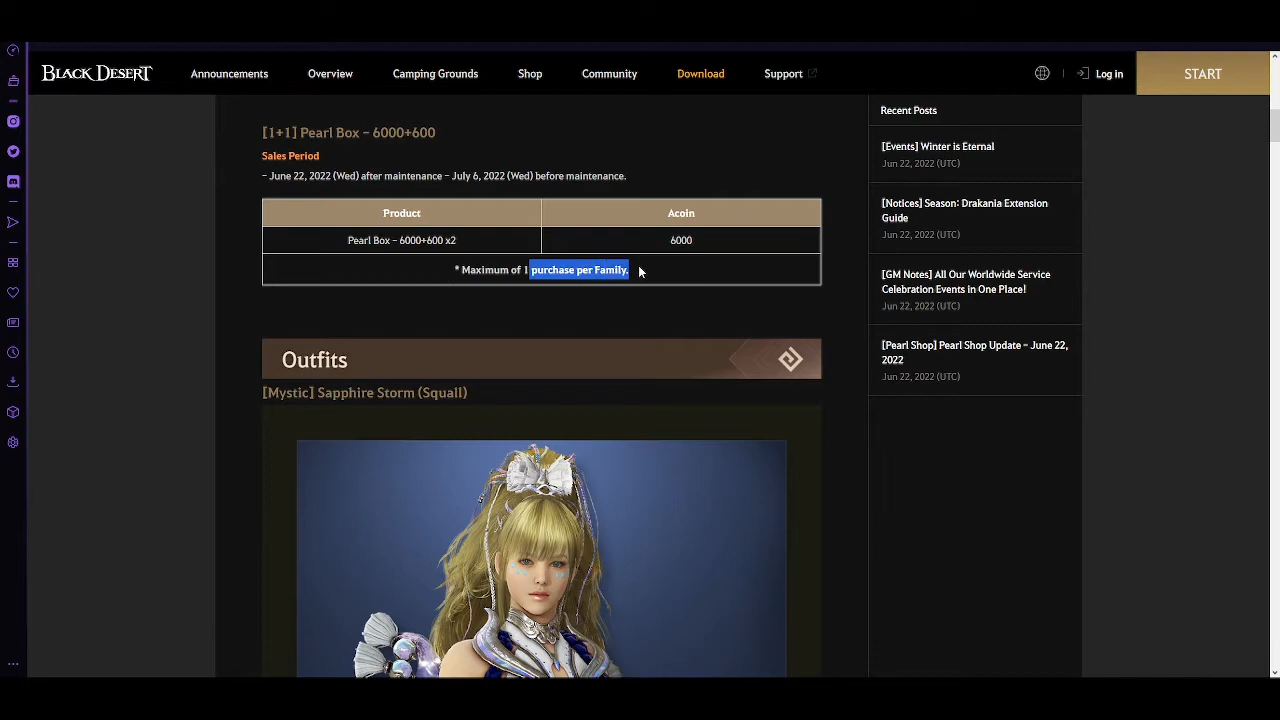 BLACK DESERT
Announcements
Overview
Camping Grounds
Shop
Community
Download
Support
Log in
START
[1+1] Pearl Box – 6000+600
Sales Period
– June 22, 2022 (Wed) after maintenance – July 6, 2022 (Wed) before maintenance.
Product
Acoin
Pearl Box – 6000+600 x2
6000
* Maximum of 1 purchase per Family.
Outfits
[Mystic] Sapphire Storm (Squall)
Recent Posts
[Events] Winter is Eternal
Jun 22, 2022 (UTC)
[Notices] Season: Drakania Extension
Guide
Jun 22, 2022 (UTC)
[GM Notes] All Our Worldwide Service
Celebration Events in One Place!
Jun 22, 2022 (UTC)
[Pearl Shop] Pearl Shop Update – June 22,
2022
Jun 22, 2022 (UTC)